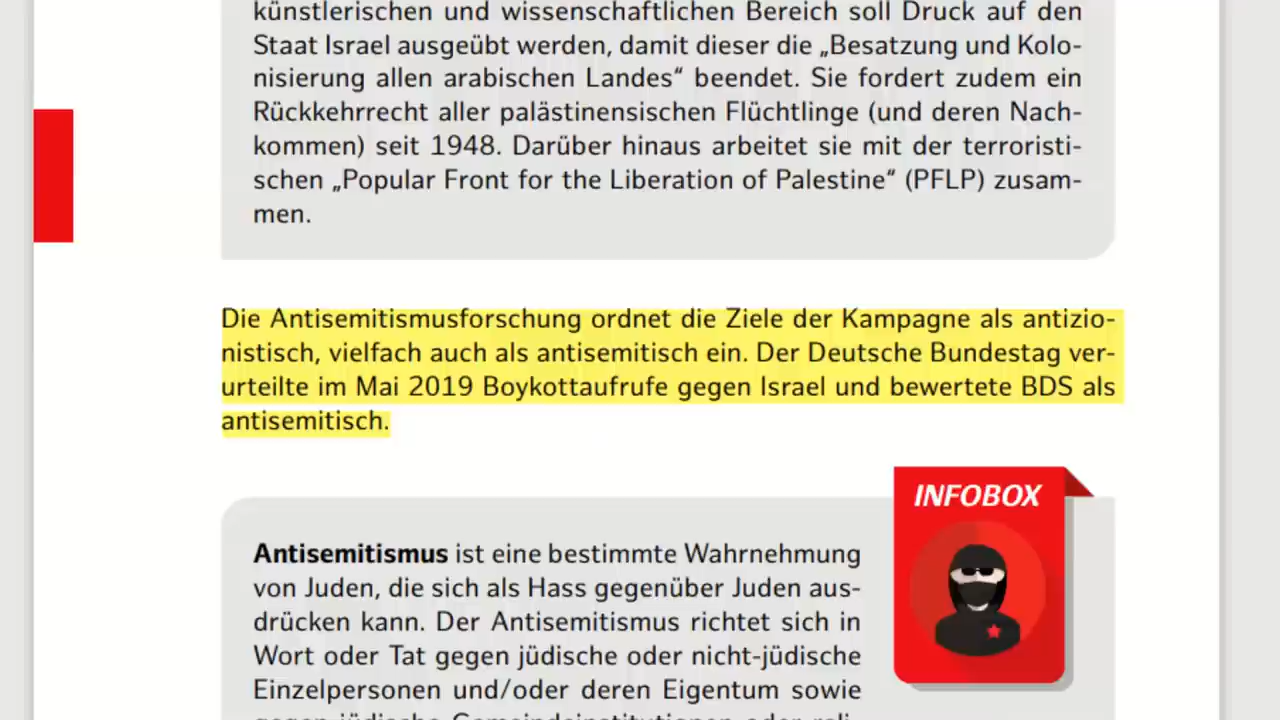 künstlerischen und wissenschaftlichen Bereich soll Druck auf den
Staat Israel ausgeübt werden, damit dieser die „Besatzung und Kolo-
nisierung allen arabischen Landes“ beendet. Sie fordert zudem ein
Rückkehrrecht aller palästinensischen Flüchtlinge (und deren Nach-
kommen) seit 1948. Darüber hinaus arbeitet sie mit der terroristi-
schen „Popular Front for the Liberation of Palestine“ (PFLP) zusam-
men.
Die Antisemitismusforschung ordnet die Ziele der Kampagne als antizio-
nistisch, vielfach auch als antisemitisch ein. Der Deutsche Bundestag ver-
urteilte im Mai 2019 Boykottaufrufe gegen Israel und bewertete BDS als
antisemitisch.
INFOBOX
Antisemitismus ist eine bestimmte Wahrnehmung
von Juden, die sich als Hass gegenüber Juden aus-
drücken kann. Der Antisemitismus richtet sich in
Wort oder Tat gegen jüdische oder nicht-jüdische
Einzelpersonen und/oder deren Eigentum sowie
gegen jüdische Gemeindeinstitutionen oder reli-